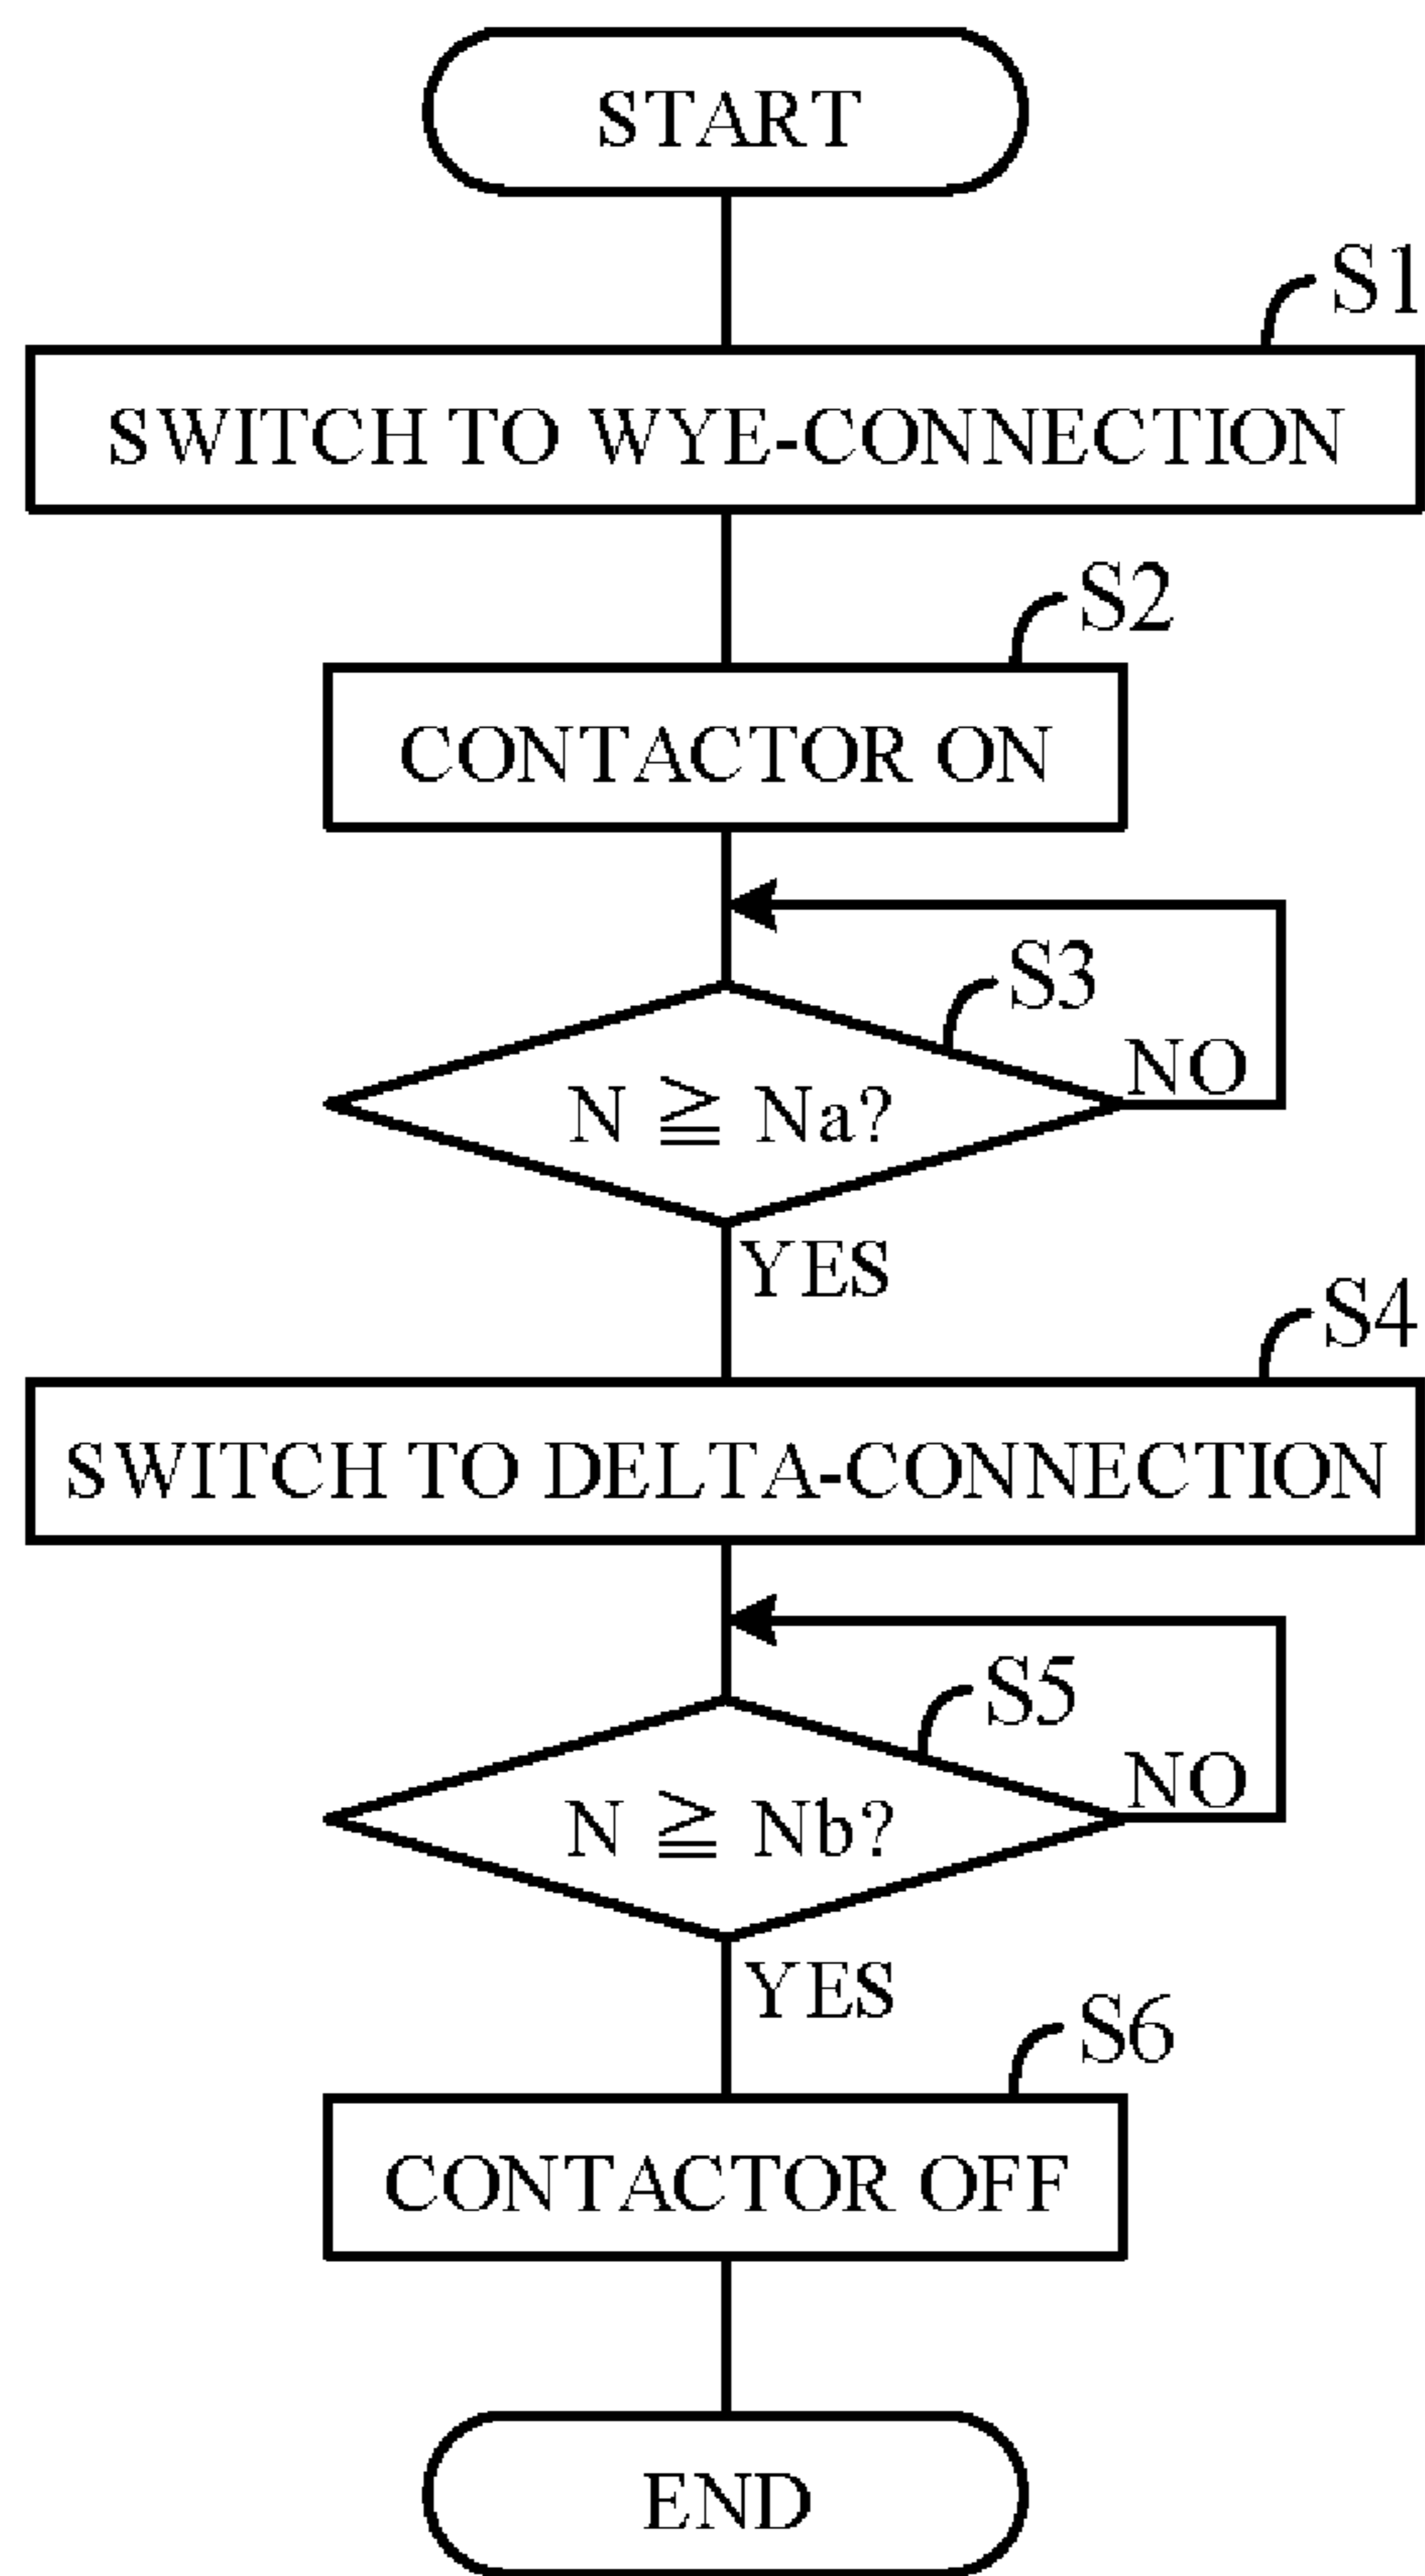 START
S1
SWITCH TO WYE-CONNECTION
S2
CONTACTOR ON
S3
N ≧ Na?
NO
YES
S4
SWITCH TO DELTA-CONNECTION
S5
N ≧ Nb?
NO
YES
S6
CONTACTOR OFF
END